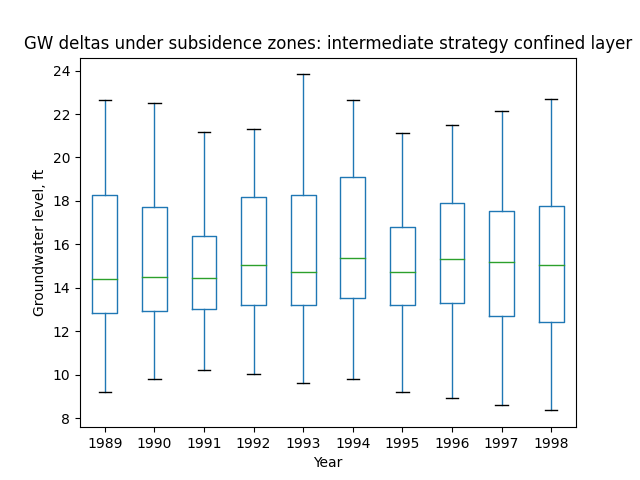 GW deltas under subsidence zones: intermediate strategy confined layer
Groundwater level, ft
24
22
20
18
16
14
12
10
8
1989 1990 1991 1992 1993 1994 1995 1996 1997 1998
Year